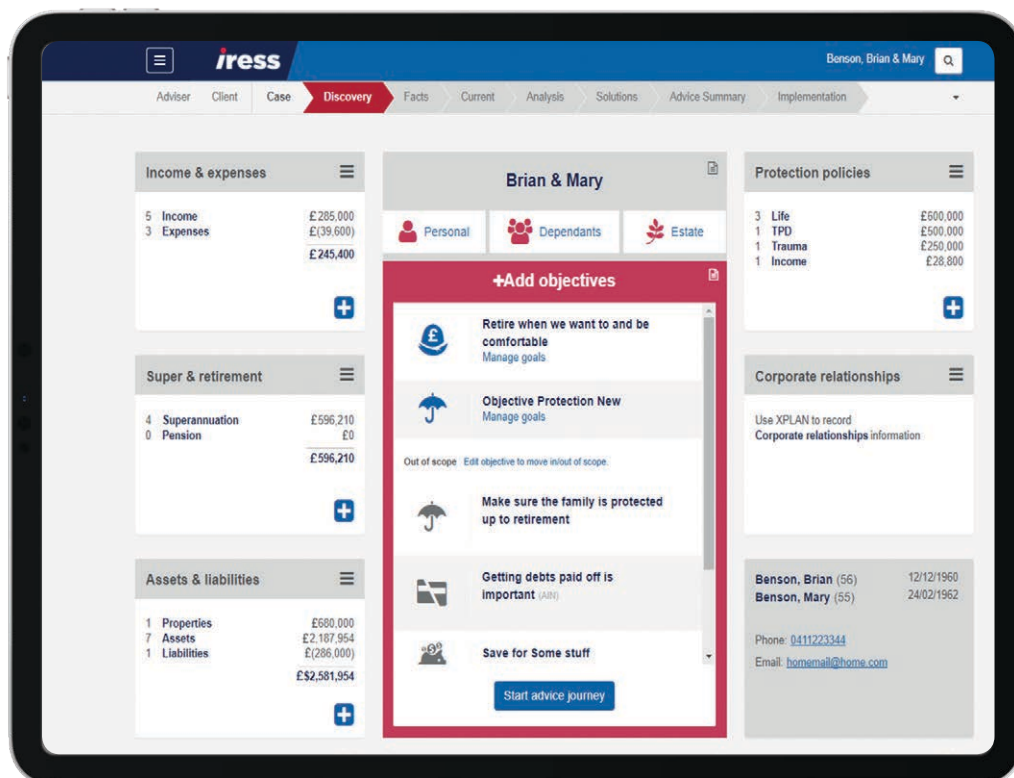 iress
Benson, Brian & Mary
Adviser Client Case Discovery Facts Current Analysis Solutions Advice Summary Implementation
Income & expenses
5 Income £285,000
3 Expenses £(39,600)
£245,400
Super & retirement
4 Superannuation £596,210
0 Pension £0
£596,210
Assets & liabilities
1 Properties £680,000
7 Assets £2,187,954
1 Liabilities £(286,000)
£$2,581,954
Brian & Mary
Personal Dependants Estate
+Add objectives
Retire when we want to and be
comfortable
Manage goals
Objective Protection New
Manage goals
Out of scope Edit objective to move in/out of scope.
Make sure the family is protected
up to retirement
Getting debts paid off is
important (AIN)
Save for Some stuff
Start advice journey
Protection policies
3 Life £600,000
1 TPD £500,000
1 Trauma £250,000
1 Income £28,800
Corporate relationships
Use XPLAN to record
Corporate relationships information
Benson, Brian (56) 12/12/1960
Benson, Mary (55) 24/02/1962
Phone: 0411223344
Email: homemail@home.com